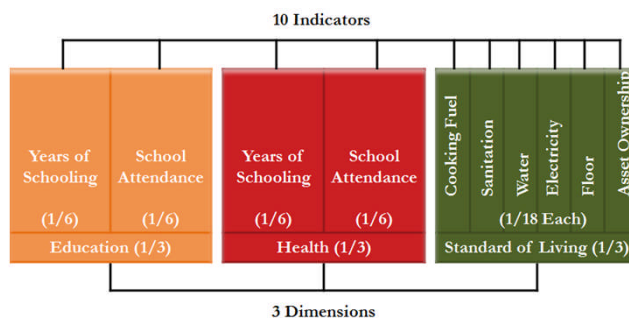 10 Indicators
Years of
Schooling
(1/6)
School
Attendance
(1/6)
Education (1/3)
Years of
Schooling
(1/6)
School
Attendance
(1/6)
Health (1/3)
Cooking Fuel
Sanitation
Water
Electricity
Floor
Asset Ownership
(1/18 Each)
Standard of Living (1/3)
3 Dimensions